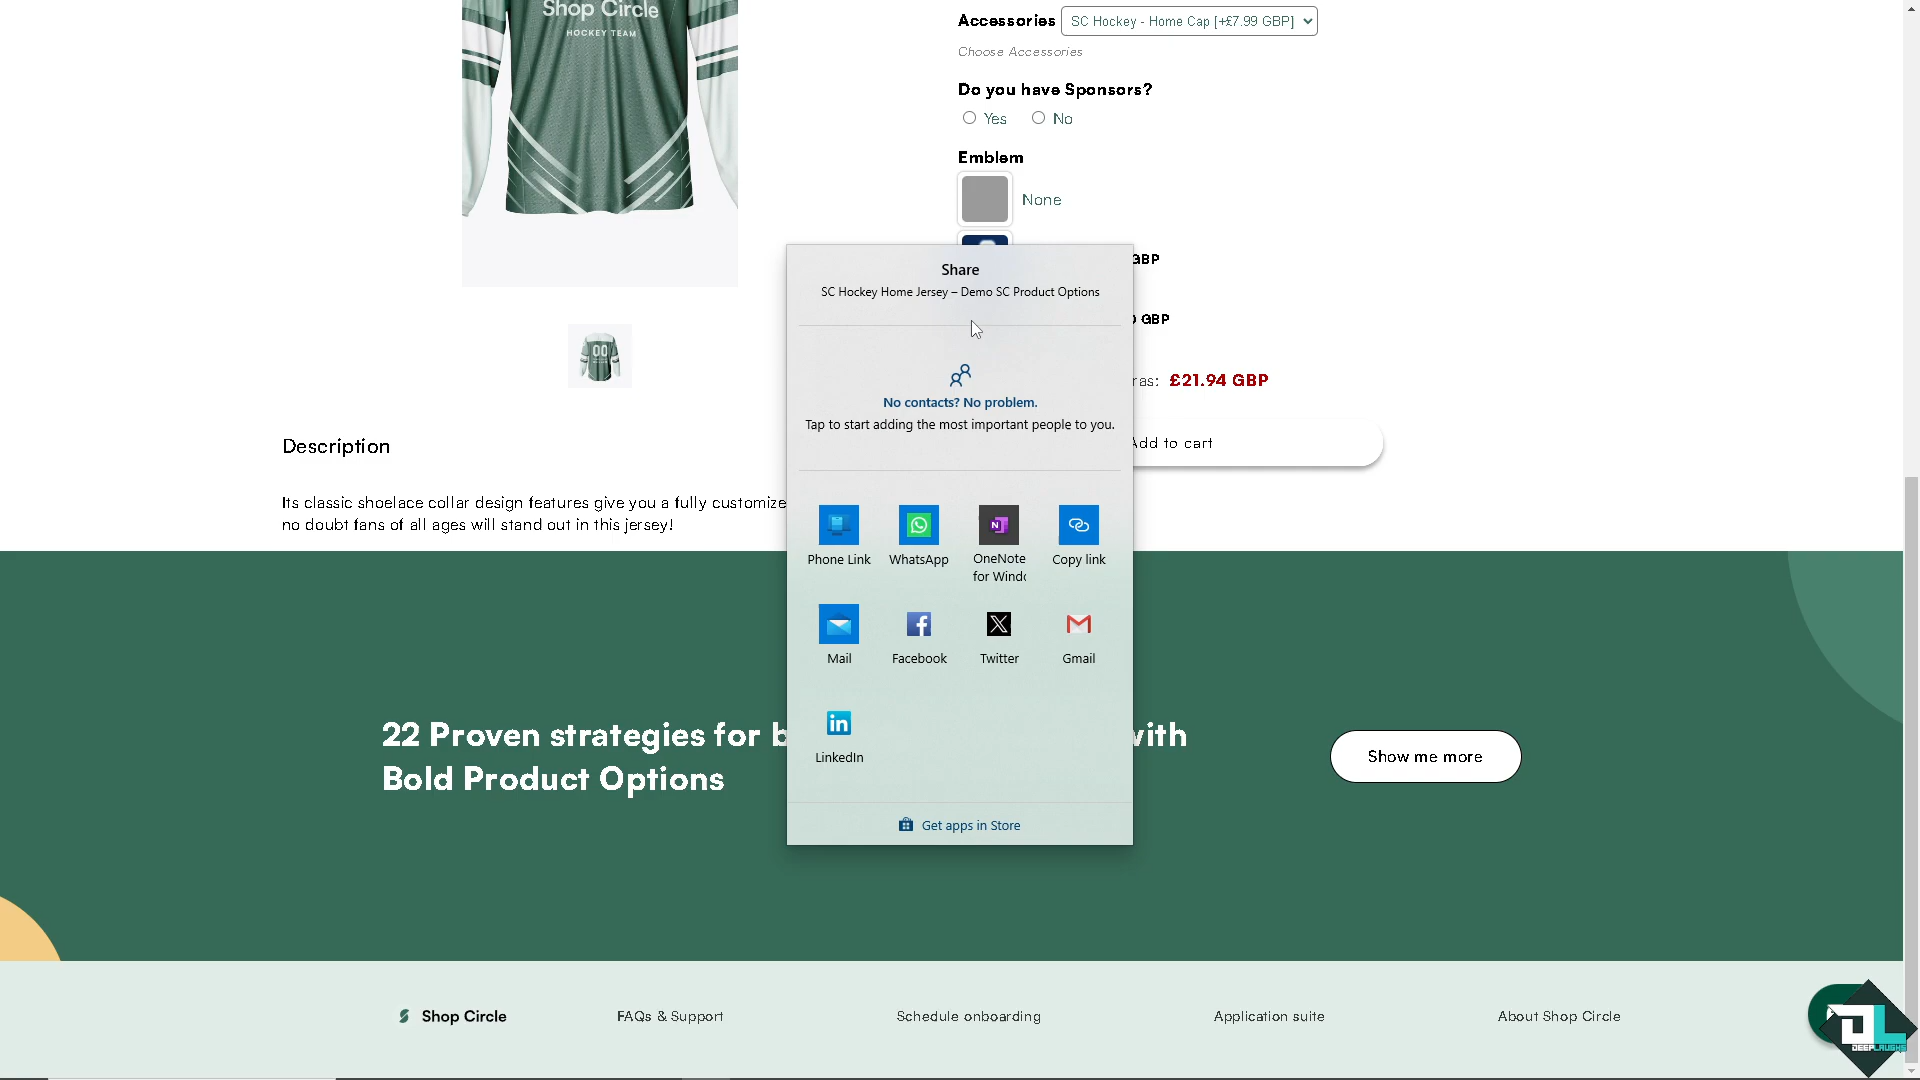 Shop Circle
HOCKEY TEAM
Accessories SC Hockey - Home Cap [+£7.99 GBP]
Choose Accessories
Do you have Sponsors?
Yes No
Emblem
None
GBP
GBP
£21.94 GBP
Add to cart
00
Description
Its classic shoelace collar design features give you a fully customize
no doubt fans of all ages will stand out in this jersey!
Share
SC Hockey Home Jersey – Demo SC Product Options
No contacts? No problem.
Tap to start adding the most important people to you.
Phone Link WhatsApp OneNote Copy link
for Windo
Mail Facebook Twitter Gmail
LinkedIn
Get apps in Store
22 Proven strategies for b with
Bold Product Options
Show me more
Shop Circle FAQs & Support Schedule onboarding Application suite About Shop Circle
DEEPLAUGHS